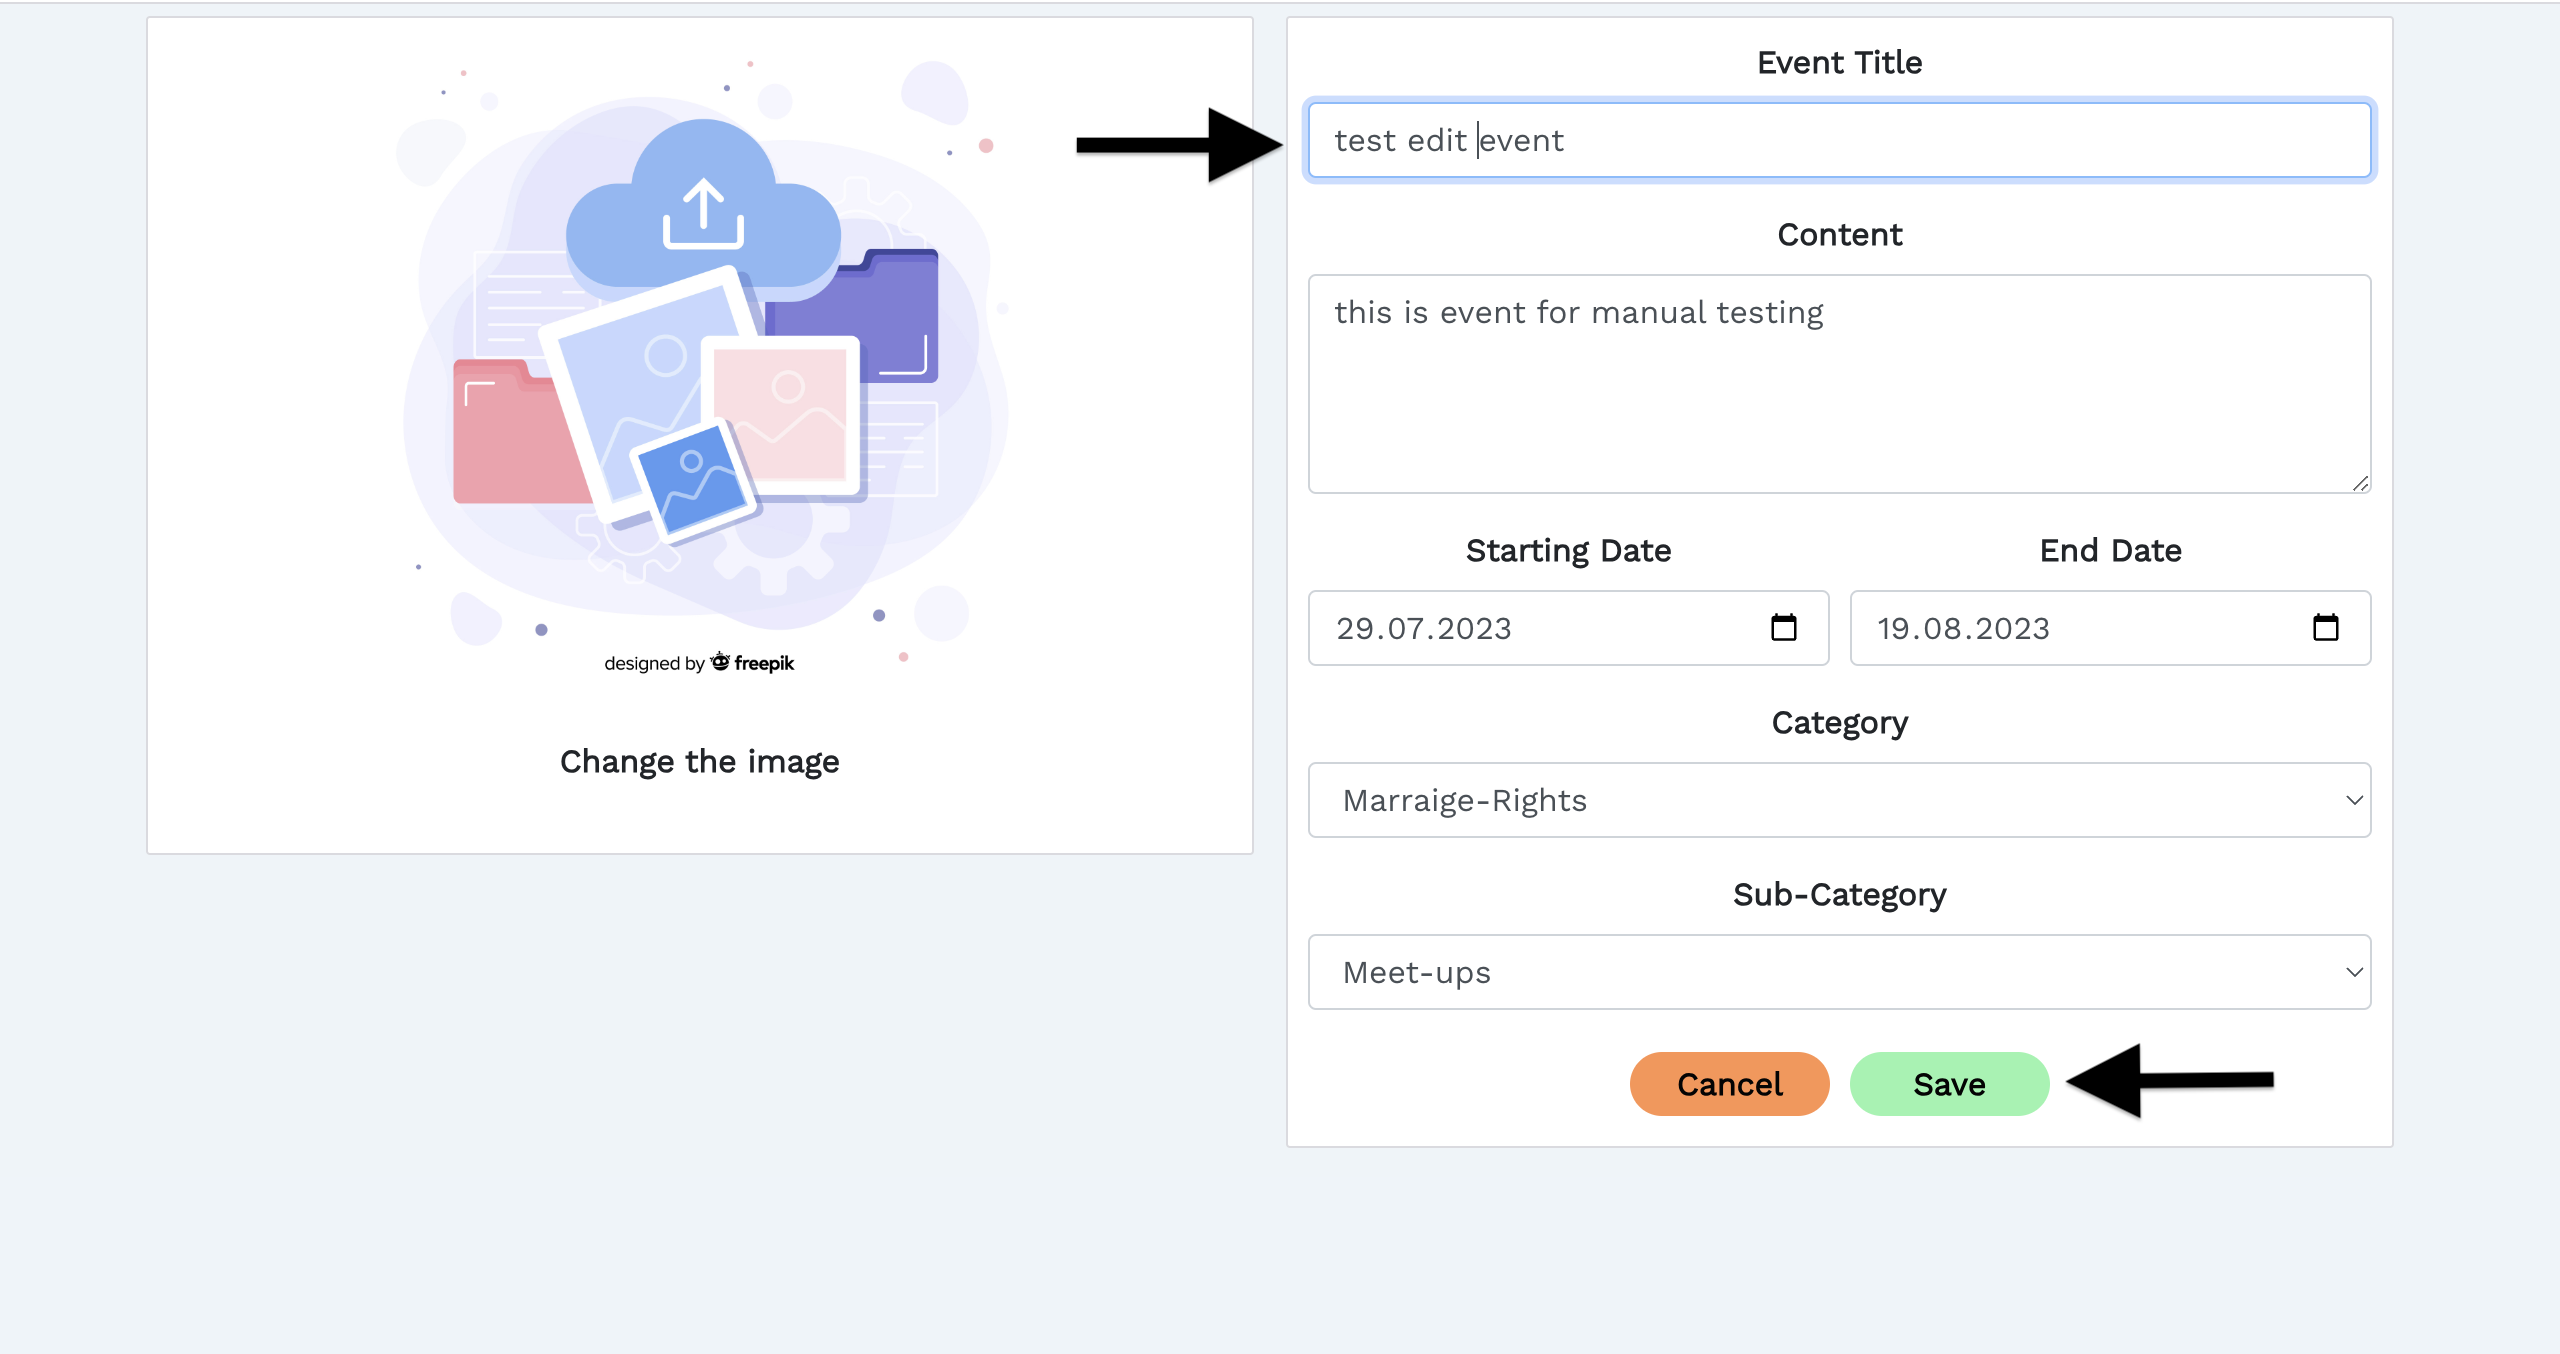 designed by freepik
Change the image
Event Title
test edit event
Content
this is event for manual testing
Starting Date
End Date
29.07.2023
19.08.2023
Category
Marraige-Rights
Sub-Category
Meet-ups
Cancel
Save